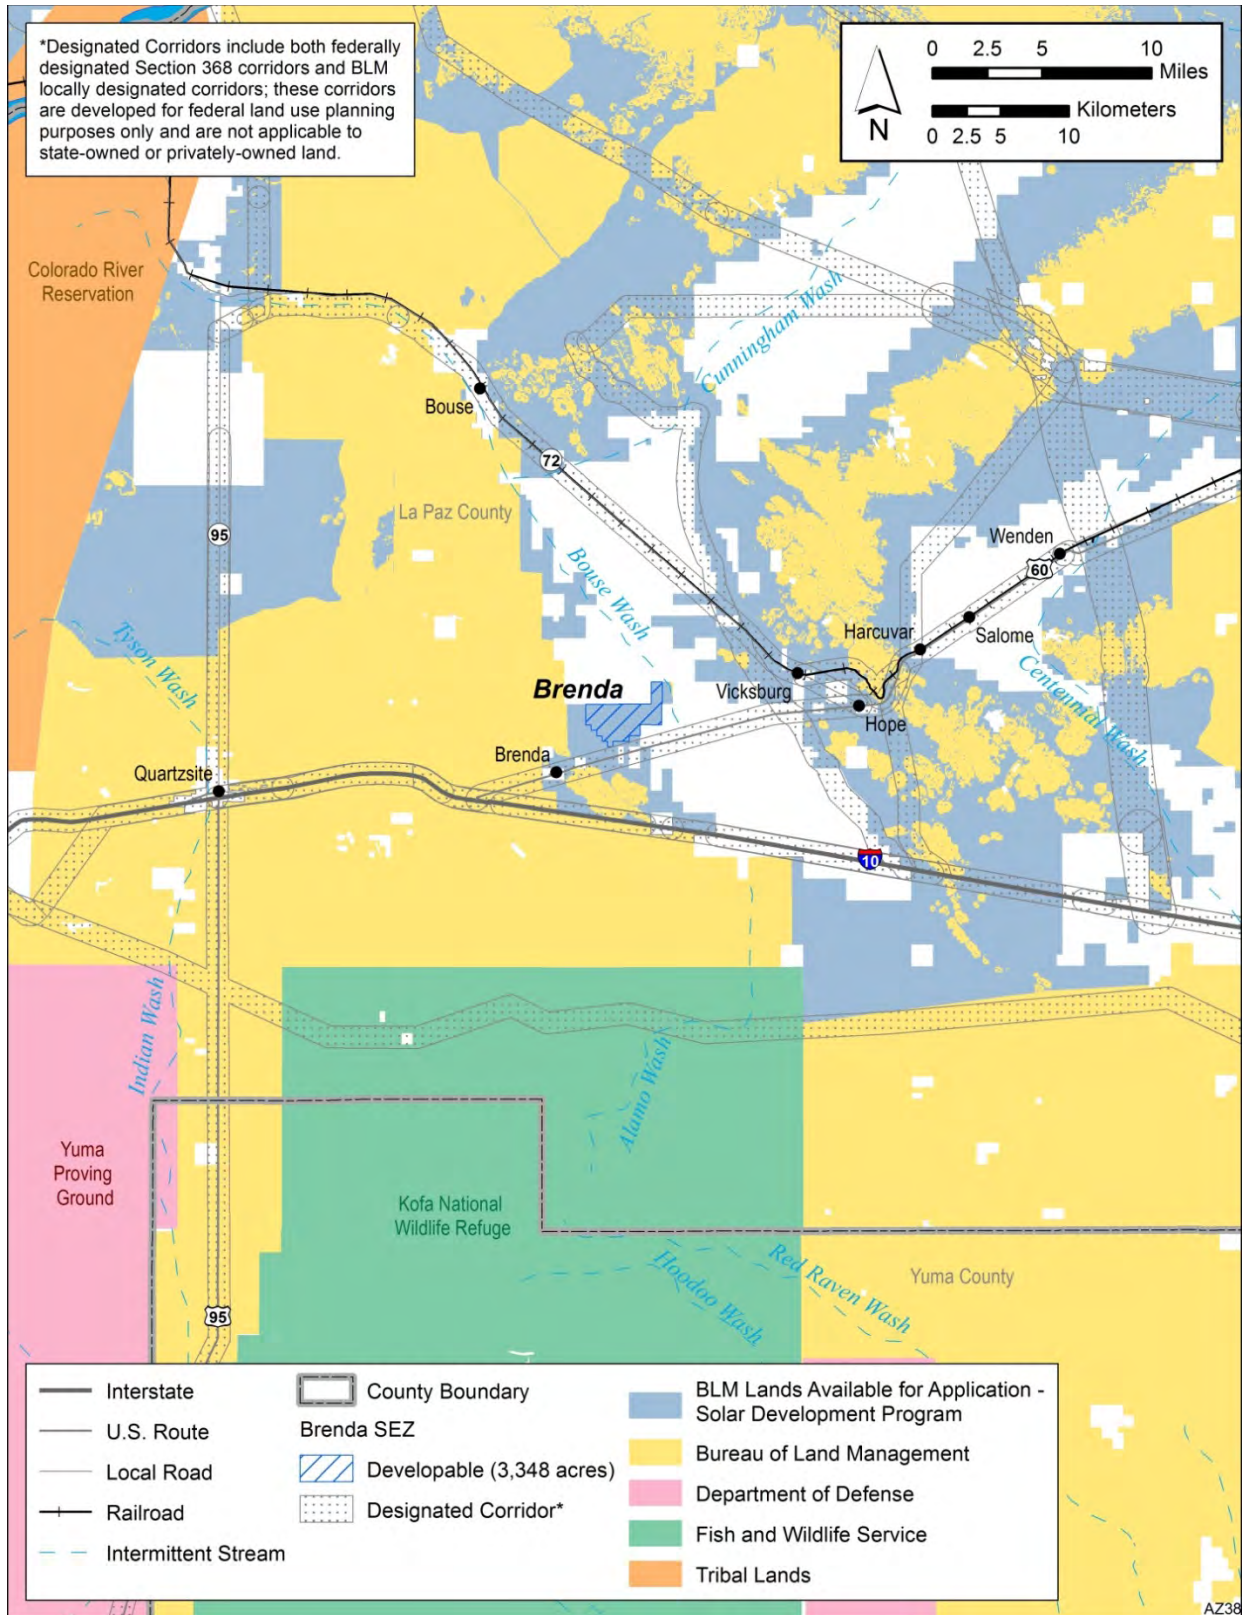 *Designated Corridors include both federally
designated Section 368 corridors and BLM
locally designated corridors; these corridors
are developed for federal land use planning
purposes only and are not applicable to
state-owned or privately-owned land.
0 2.5 5 10
Miles
Kilometers
0 2.5 5 10
N
Colorado River
Reservation
Cunningham Wash
Bouse
72
La Paz County
95
Wenden
60
Bouse Wash
Tyson Wash
Harcuvar
Salome
Vicksburg
Brenda
Hope
Centennial Wash
Brenda
Quartzsite
10
Indian Wash
Alamo Wash
Yuma
Proving
Ground
Kofa National
Wildlife Refuge
Hoodoo Wash
Red Raven Wash
Yuma County
95
Interstate
U.S. Route
Local Road
Railroad
Intermittent Stream
County Boundary
Brenda SEZ
Developable (3,348 acres)
Designated Corridor*
BLM Lands Available for Application -
Solar Development Program
Bureau of Land Management
Department of Defense
Fish and Wildlife Service
Tribal Lands
AZ38